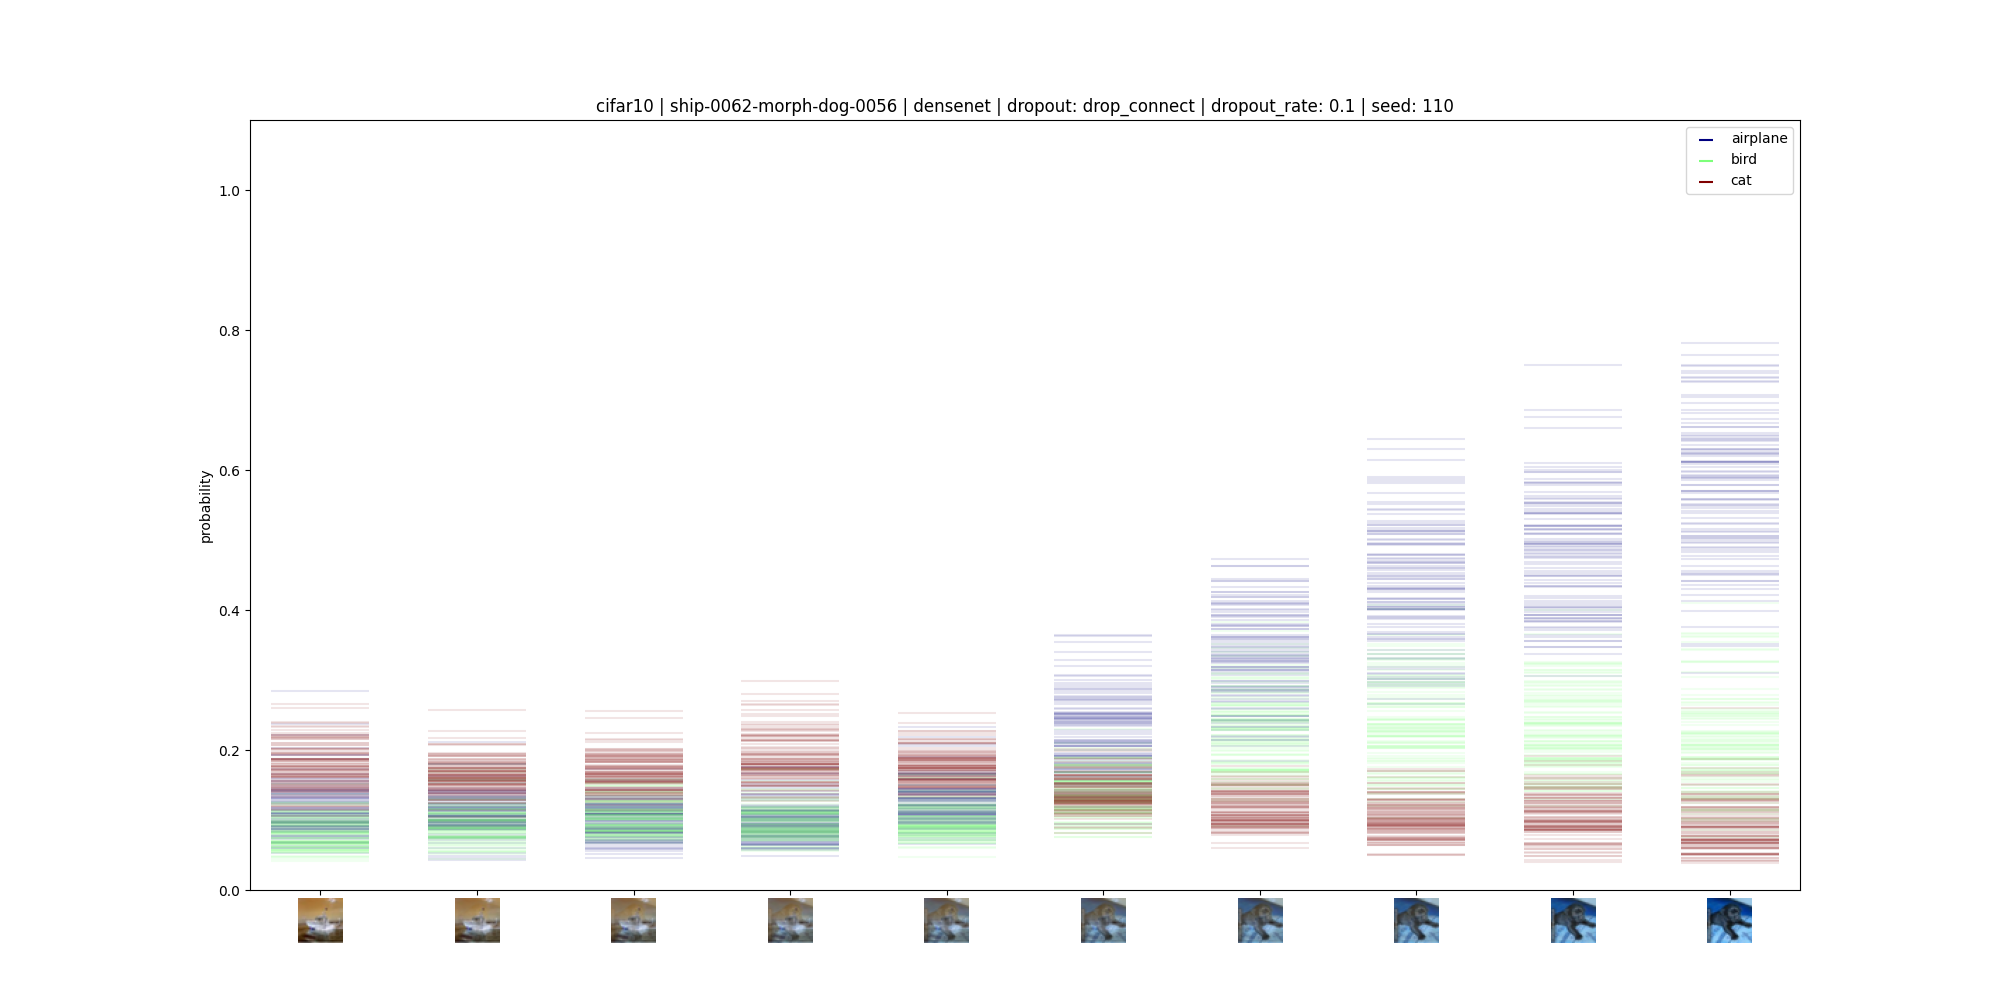 cifar10 | ship-0062-morph-dog-0056 | densenet | dropout: drop_connect | dropout_rate: 0.1 | seed: 110
airplane
bird
cat
1.0
0.8
0.6
0.4
0.2
0.0
probability